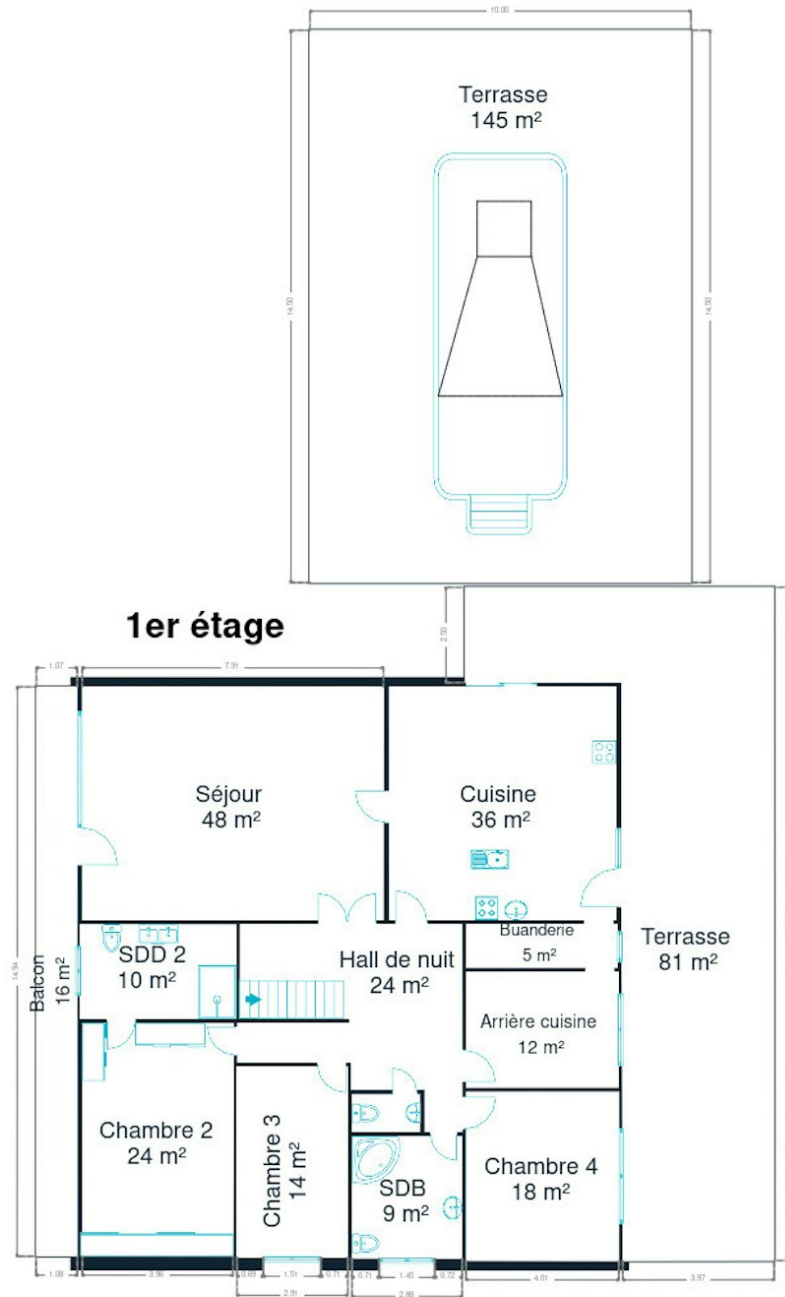 10.00
Terrasse
145 m²
14.50
14.50
1er étage
2.50
1.07
7.91
Séjour
48 m²
Cuisine
36 m²
14.94
Balcon
16 m²
SDD 2
10 m²
Hall de nuit
24 m²
Buanderie
5 m²
Terrasse
81 m²
Arrière cuisine
12 m²
Chambre 2
24 m²
Chambre 3
14 m²
SDB
9 m²
Chambre 4
18 m²
1.08
3.96
0.69
1.51
0.71
0.71
1.45
0.72
4.01
3.97
2.91
2.88